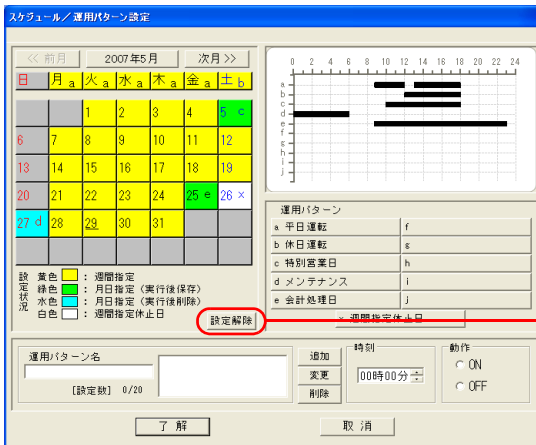 スケジュール／運用パターン設定
<< 前月 2007年5月 次月 >>
日 月 a 火 a 水 a 木 a 金 a 土 b
1 2 3 4 5 c
6 7 8 9 10 11 12
13 14 15 16 17 18 19
20 21 22 23 24 25 e 26 ×
27 d 28 29 30 31
設定状況
黄色 ： 週間指定
緑色 ： 月日指定（実行後保存）
水色 ： 月日指定（実行後削除）
白色 ： 週間指定休止日
設定解除
0 2 4 6 8 10 12 14 16 18 20 22 24
a
b
c
d
e
f
g
h
i
j
運用パターン
a 平日運転 f
b 休日運転 g
c 特別営業日 h
d メンテナンス i
e 会計処理日 j
× 週間指定休止日
運用パターン名
[設定数] 0/20
追加
変更
削除
時刻
00時00分
動作
ON
OFF
了解 取消